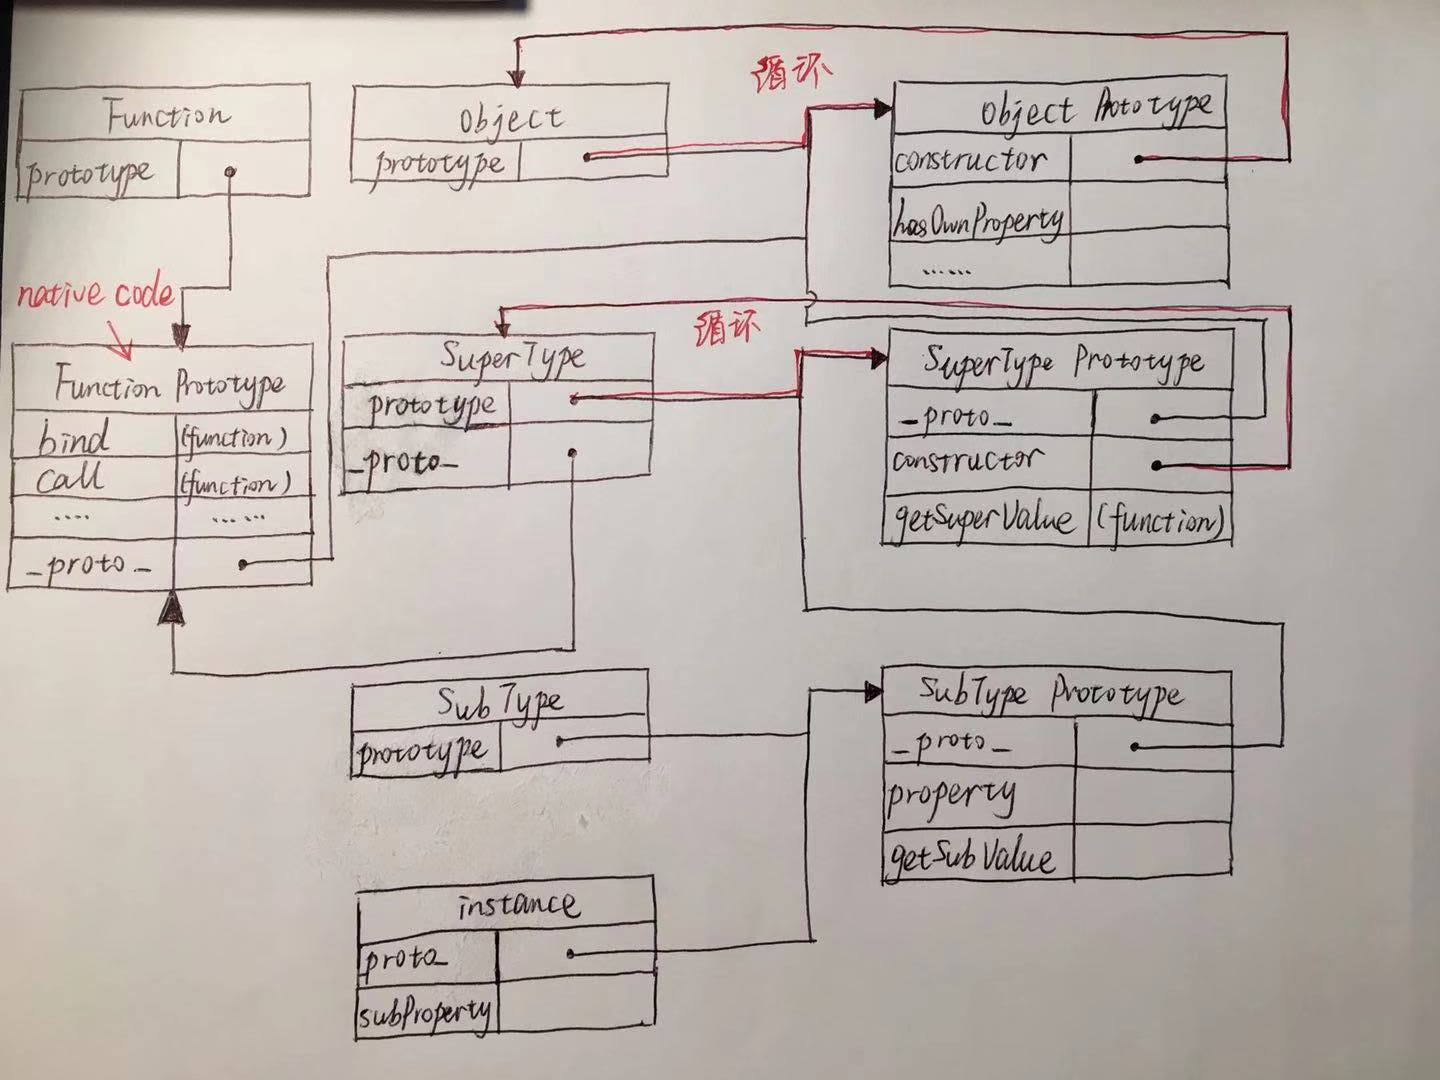 循环
Function
prototype
Object
prototype
Object Prototype
constructor
hasOwnProperty
......
native code
Function Prototype
bind (function)
call (function)
.... ......
_proto_
循环
SuperType
prototype
_proto_
SuperType Prototype
_proto_
constructor
getSuperValue (function)
SubType
prototype
SubType Prototype
_proto_
property
getSubValue
instance
proto_
subProperty